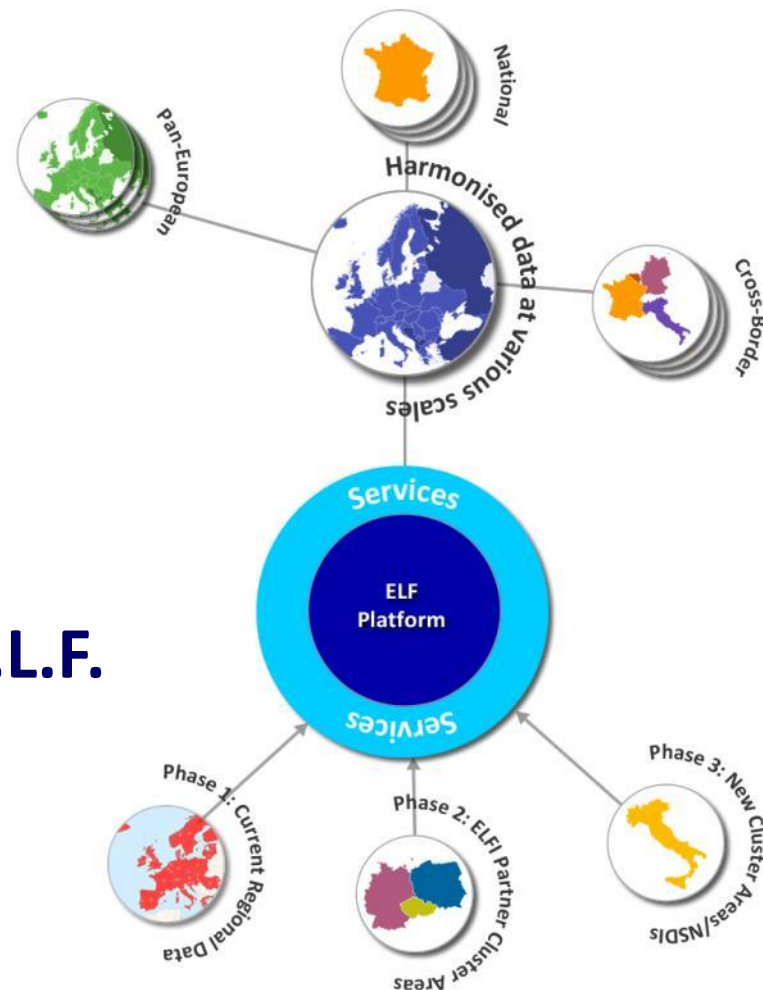 National
Pan-European
Harmonised data at various scales
Cross-Border
Services
ELF
Platform
Services
.L.F.
Phase 1: Current Regional Data
Phase 2: ELFI Partner Cluster Areas
Phase 3: New Cluster Areas/NSDIs